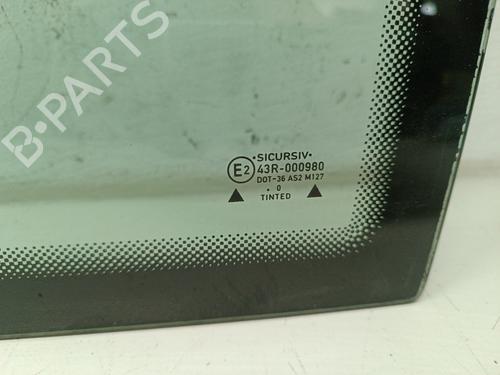 B-PARTS
SICURSIV
E2 43R-000980
DOT-36 AS2 M127
. 0
TINTED